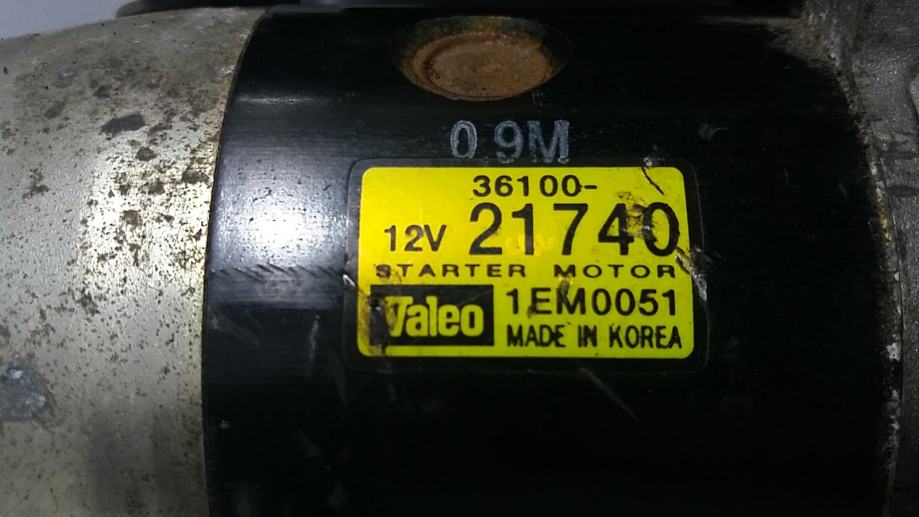 0.9M
36100-
12V 21740
STARTER MOTOR
Valeo 1EM0051
MADE IN KOREA